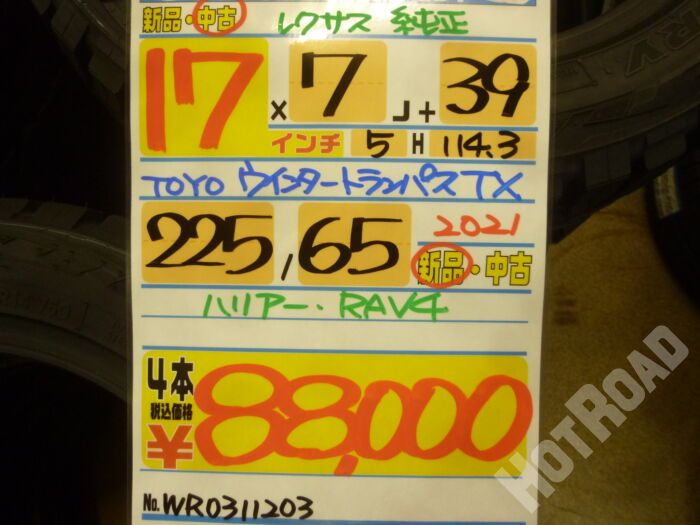 新品・中古 レクサス 純正
17 x 7 J + 39
インチ 5 H 114.3
TOYO ウインタートランパスTX
225 / 65 2021
新品・中古
ハリアー・RAV4
4本
税込価格
¥88,000
No. WR0311203
HOTROAD